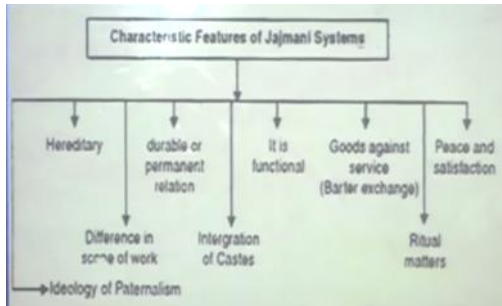 Characteristic Features of Jajmani Systems
Hereditary
durable or
permanent
relation
It is
functional
Goods against
service
(Barter exchange)
Peace and
satisfaction
Difference in
of work
Intergration
of Castes
Ritual
matters
Ideology of Paternalism